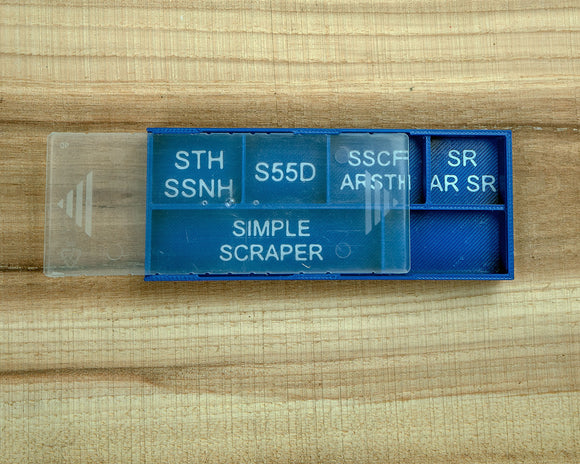 STH
SSNH
S55D
SSCF
ARSTH
SR
AR SR
SIMPLE
SCRAPER